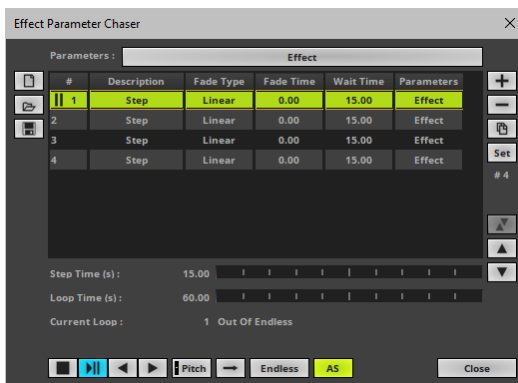 Effect Parameter Chaser
Parameters : Effect
# Description Fade Type Fade Time Wait Time Parameters
1 Step Linear 0.00 15.00 Effect
2 Step Linear 0.00 15.00 Effect
3 Step Linear 0.00 15.00 Effect
4 Step Linear 0.00 15.00 Effect
Set
# 4
Step Time (s) : 15.00
Loop Time (s) : 60.00
Current Loop : 1 Out Of Endless
Pitch Endless AS Close